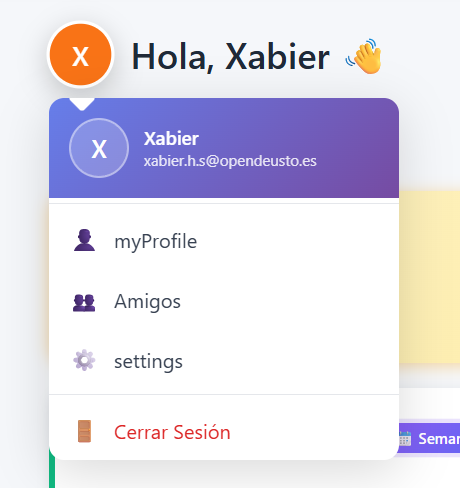 X
Hola, Xabier 👋
X
Xabier
xabier.h.s@opendeusto.es
myProfile
Amigos
settings
Cerrar Sesión
Seman